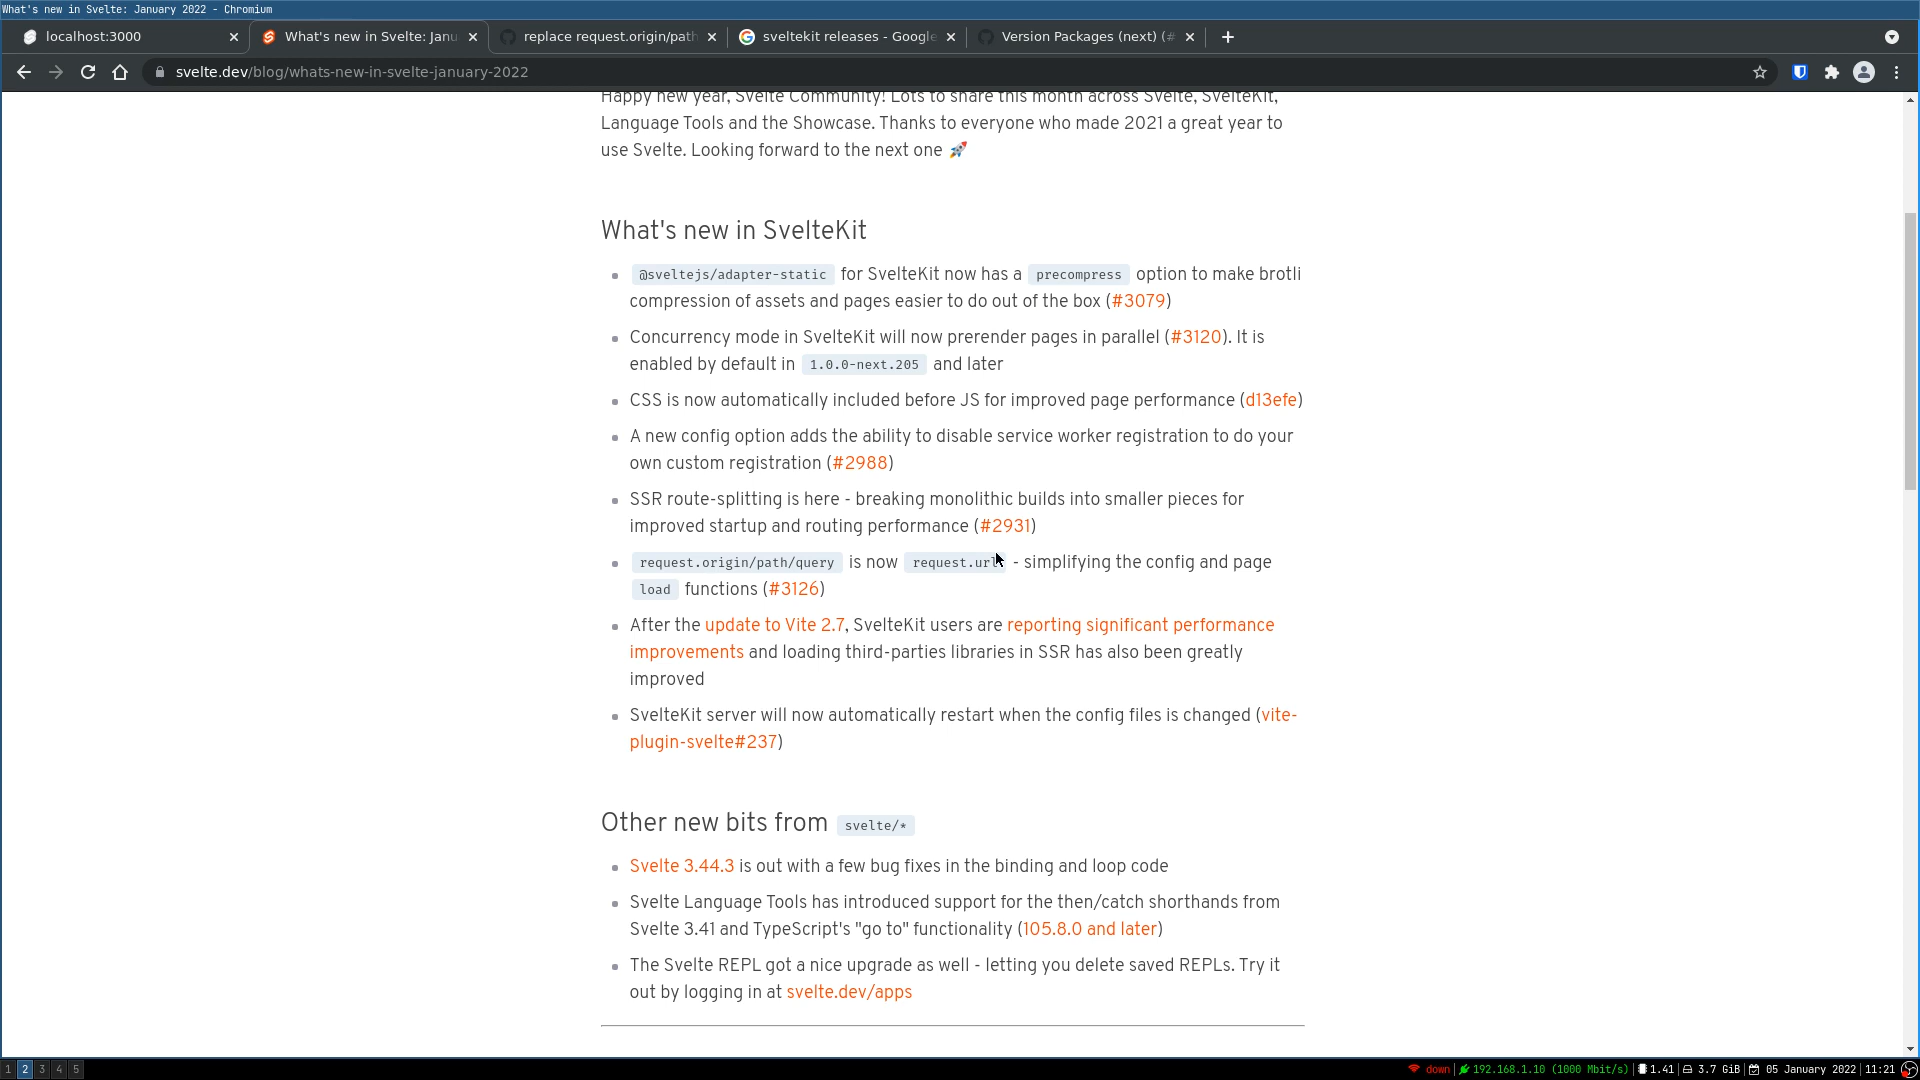 What's new in Svelte: January 2022 - Chromium
localhost:3000
What's new in Svelte: Janu
replace request.origin/path
sveltekit releases - Google
Version Packages (next) (#
svelte.dev/blog/whats-new-in-svelte-january-2022
Happy new year, Svelte Community! Lots to share this month across Svelte, SvelteKit,
Language Tools and the Showcase. Thanks to everyone who made 2021 a great year to
use Svelte. Looking forward to the next one 🚀
What's new in SvelteKit
@sveltejs/adapter-static for SvelteKit now has a precompress option to make brotli
compression of assets and pages easier to do out of the box (#3079)
Concurrency mode in SvelteKit will now prerender pages in parallel (#3120). It is
enabled by default in 1.0.0-next.205 and later
CSS is now automatically included before JS for improved page performance (d13efe)
A new config option adds the ability to disable service worker registration to do your
own custom registration (#2988)
SSR route-splitting is here - breaking monolithic builds into smaller pieces for
improved startup and routing performance (#2931)
request.origin/path/query is now request.url - simplifying the config and page
load functions (#3126)
After the update to Vite 2.7, SvelteKit users are reporting significant performance
improvements and loading third-parties libraries in SSR has also been greatly
improved
SvelteKit server will now automatically restart when the config files is changed (vite-
plugin-svelte#237)
Other new bits from svelte/*
Svelte 3.44.3 is out with a few bug fixes in the binding and loop code
Svelte Language Tools has introduced support for the then/catch shorthands from
Svelte 3.41 and TypeScript's "go to" functionality (105.8.0 and later)
The Svelte REPL got a nice upgrade as well - letting you delete saved REPLs. Try it
out by logging in at svelte.dev/apps
1 2 3 4 5
down | 192.168.1.10 (1000 Mbit/s) | 1.41 | 3.7 GiB | 05 January 2022 | 11:21